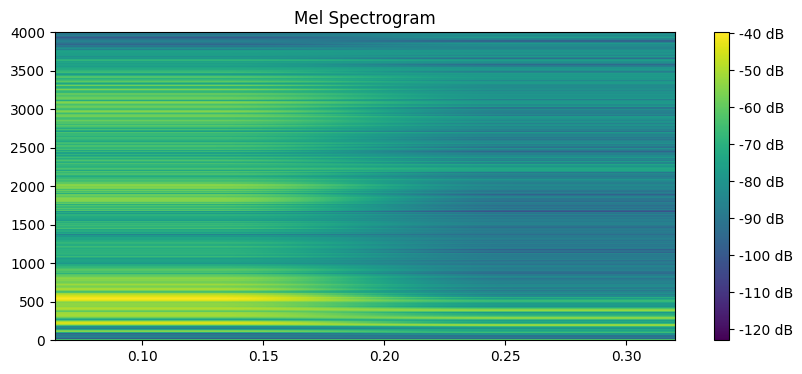 Mel Spectrogram
4000
3500
3000
2500
2000
1500
1000
500
0
0.10 0.15 0.20 0.25 0.30
-40 dB
-50 dB
-60 dB
-70 dB
-80 dB
-90 dB
-100 dB
-110 dB
-120 dB